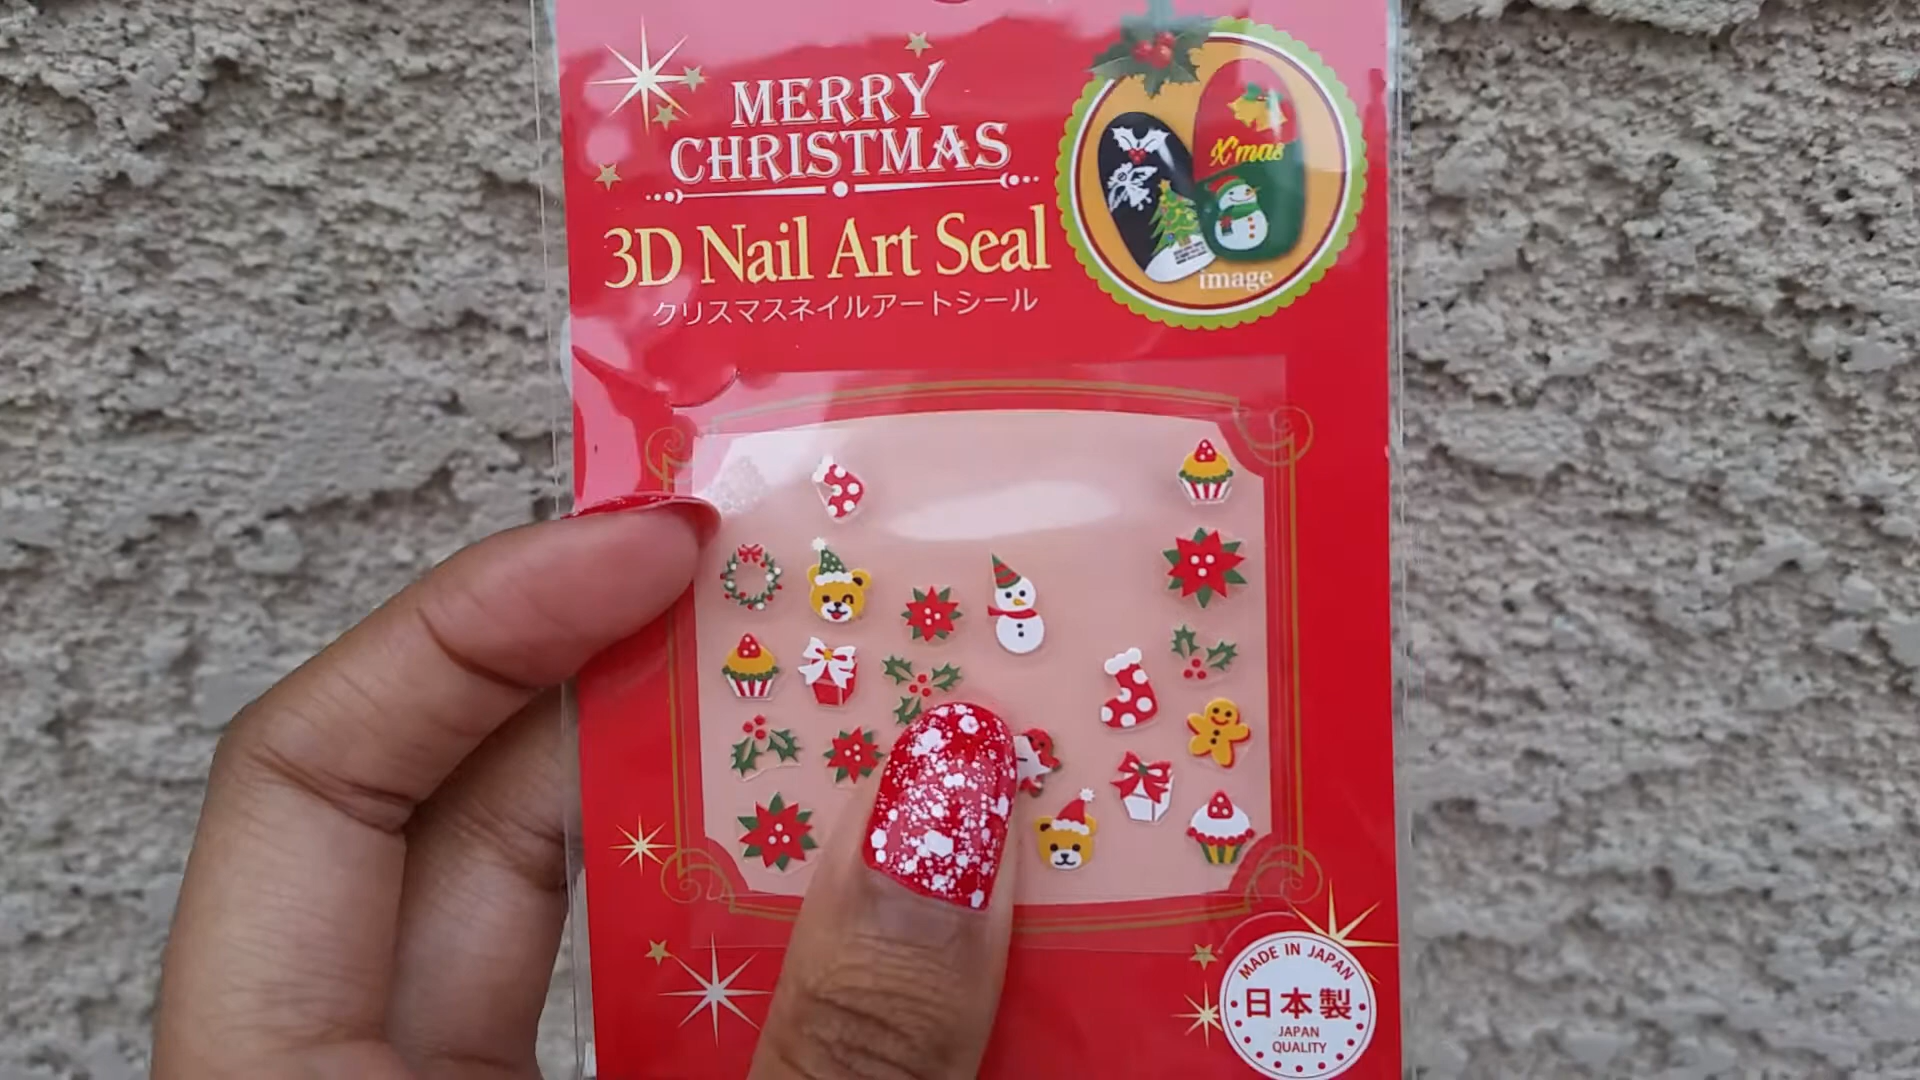 MERRY
CHRISTMAS
3D Nail Art Seal
クリスマスネイルアートシール
X'mas
image
MADE IN JAPAN
日本製
JAPAN
QUALITY